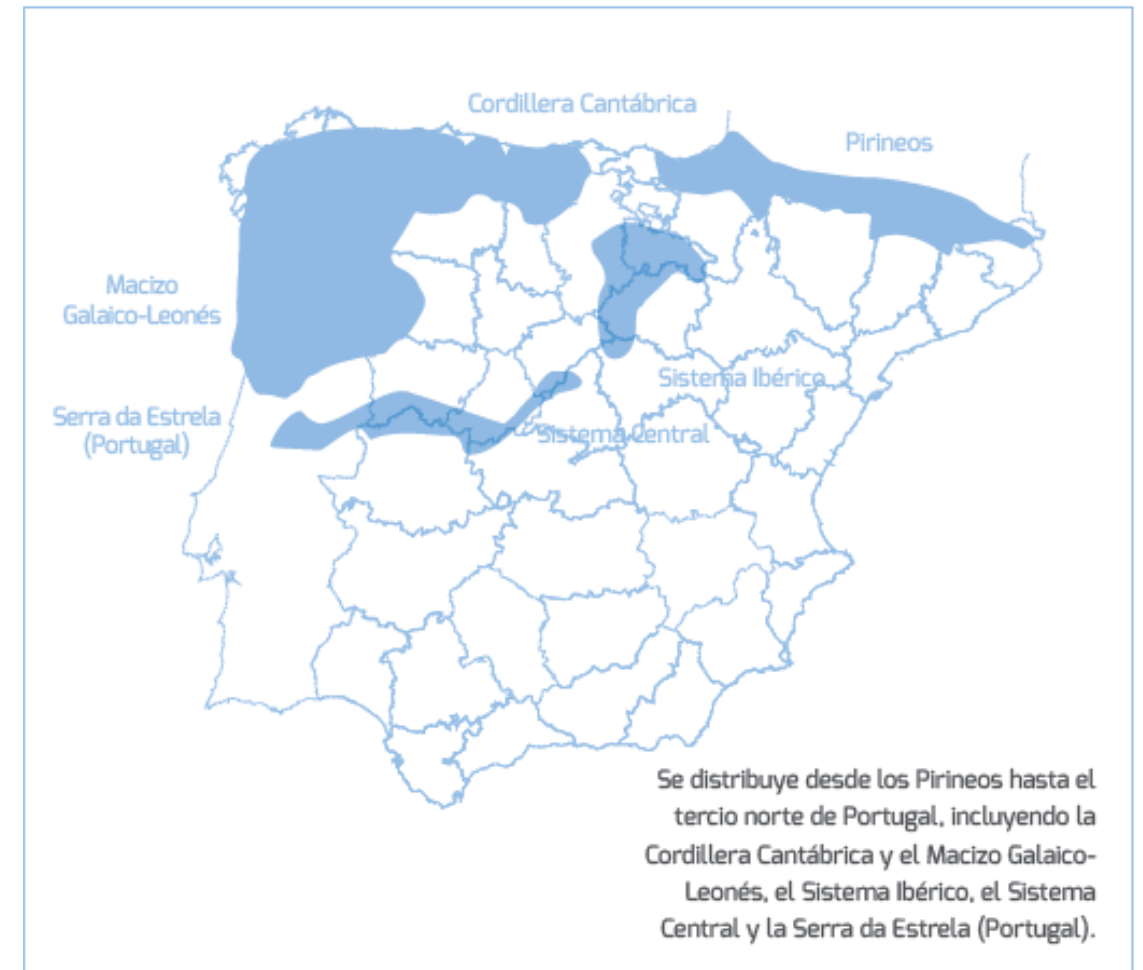 Cordillera Cantábrica
Pirineos
Macizo
Galaico-Leonés
Sistema Ibérico
Serra da Estrela
(Portugal)
Sistema Central
Se distribuye desde los Pirineos hasta el
tercio norte de Portugal, incluyendo la
Cordillera Cantábrica y el Macizo Galaico-
Leonés, el Sistema Ibérico, el Sistema
Central y la Serra da Estrela (Portugal).